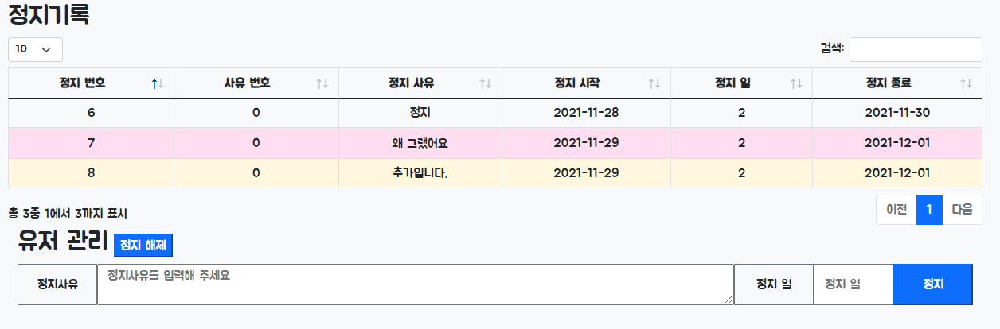 정지기록
10 검색:
정지 번호 사유 번호 정지 사유 정지 시작 정지 일 정지 종료
6 0 정지 2021-11-28 2 2021-11-30
7 0 왜 그랬어요 2021-11-29 2 2021-12-01
8 0 추가입니다. 2021-11-29 2 2021-12-01
이전 1 다음
총 3중 1에서 3까지 표시
유저 관리 정지 해제
정지사유 정지사유를 입력해 주세요 정지 일 정지 일 정지